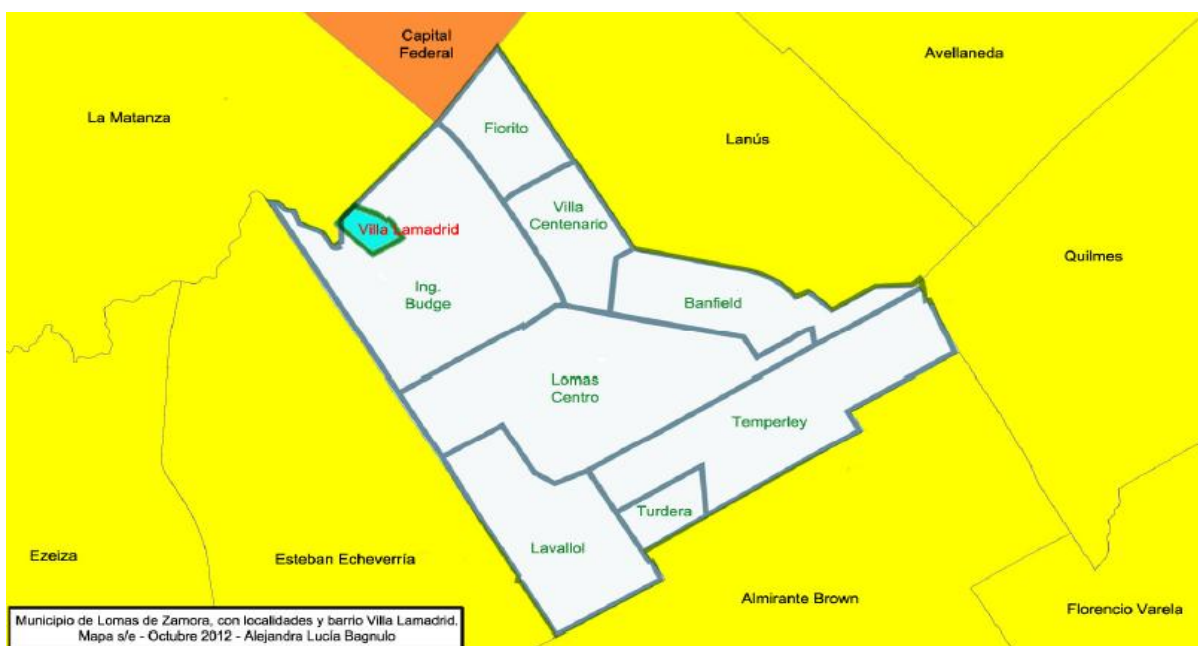 Capital
Federal
Avellaneda
La Matanza
Fiorito
Lanús
Villa
Centenario
Villa Lamadrid
Quilmes
Ing.
Budge
Banfield
Lomas
Centro
Temperley
Turdera
Lavallol
Ezeiza
Esteban Echeverría
Almirante Brown
Florencio Varela
Municipio de Lomas de Zamora, con localidades y barrio Villa Lamadrid.
Mapa s/e - Octubre 2012 - Alejandra Lucía Bagnulo